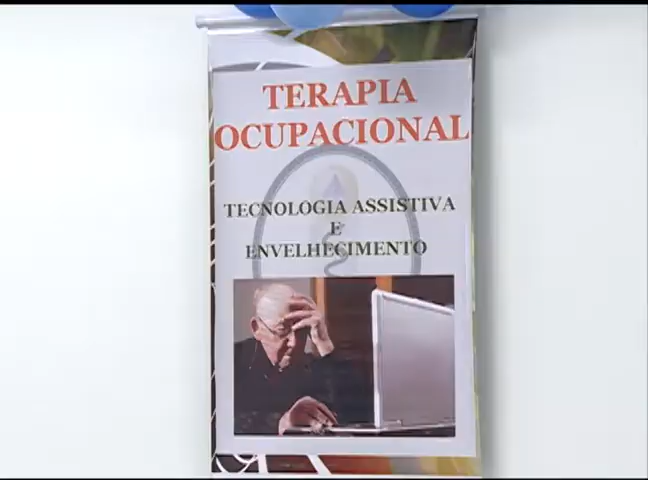 TERAPIA
OCUPACIONAL
TECNOLOGIA ASSISTIVA
E
ENVELHECIMENTO